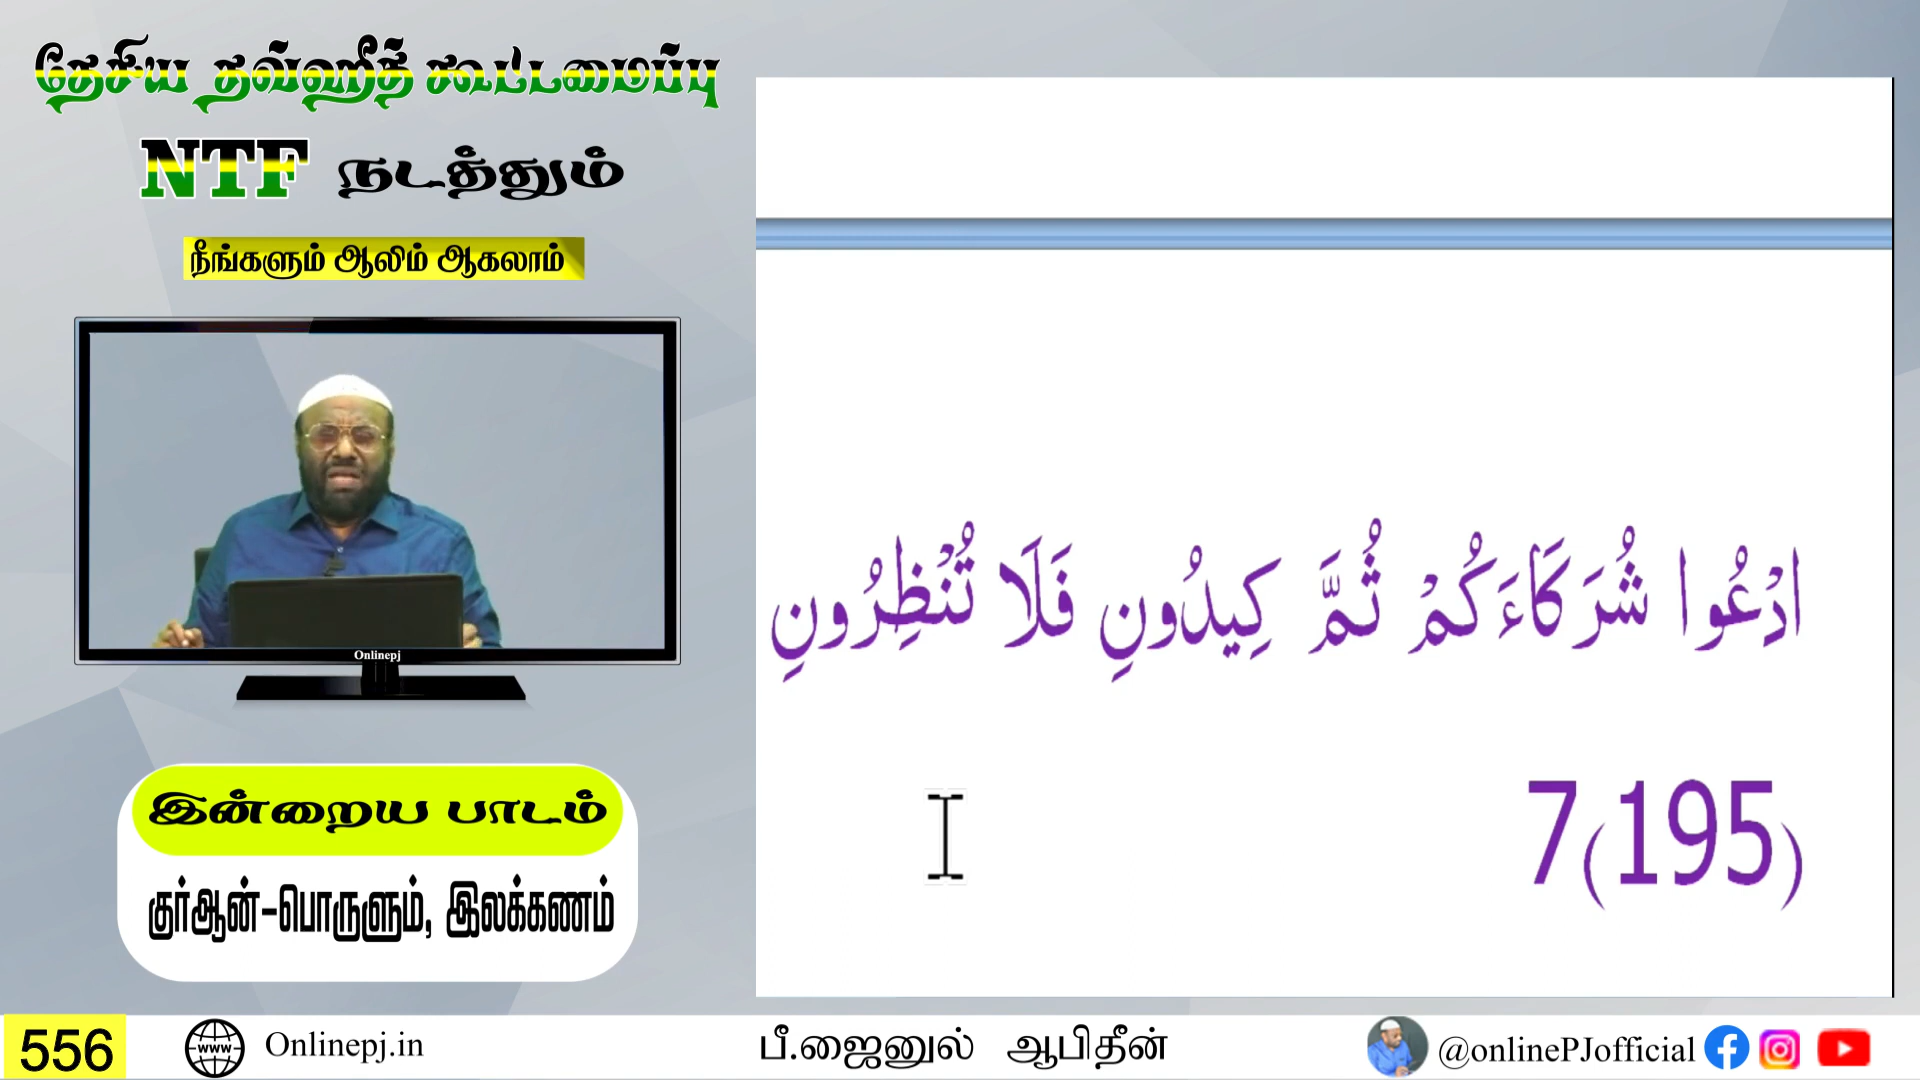 தேசிய தவ்ஹீத் கூட்டமைப்பு
NTF நடத்தும்
நீங்களும் ஆலிம் ஆகலாம்
Onlinepj
இன்றைய பாடம்
குர்ஆன்-பொருளும், இலக்கணம்
ادْعُوا شُرَكَاءَكُمْ ثُمَّ كِيدُونِ فَلَا تُنْظِرُونِ
7(195)
556
www
Onlinepj.in
பீ.ஜைனுல் ஆபிதீன்
@onlinePJofficial